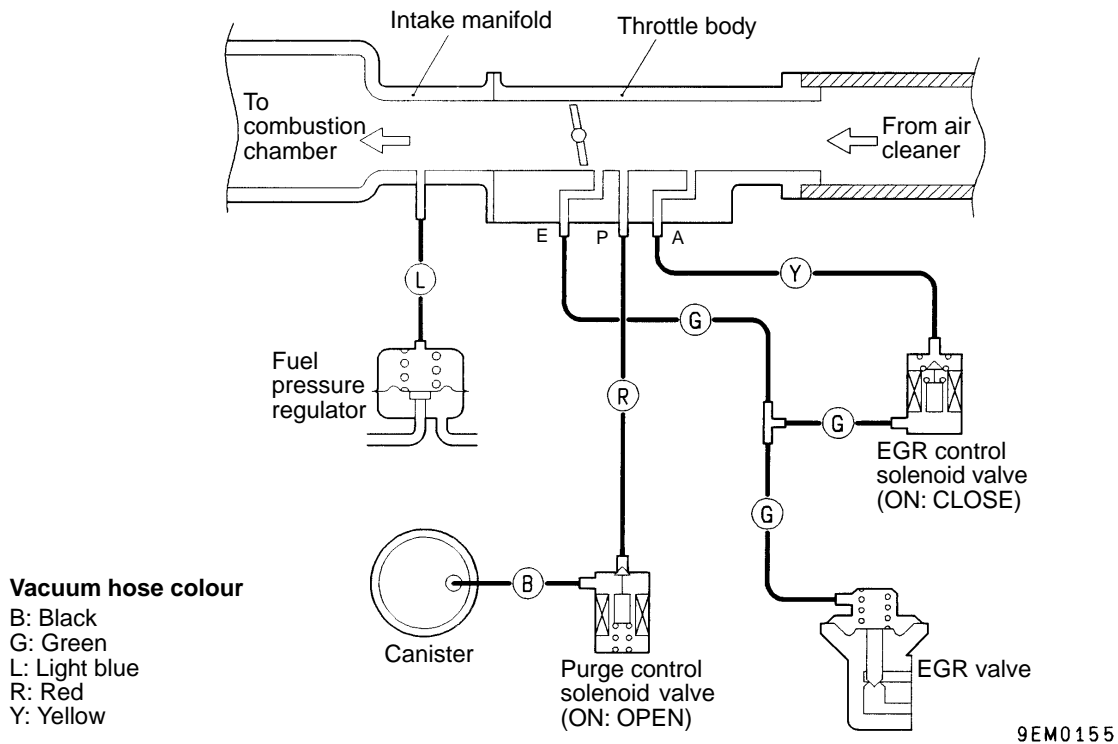 Intake manifold
Throttle body
To
combustion
chamber
From air
cleaner
E
P
A
L
Y
G
Fuel
pressure
regulator
R
G
EGR control
solenoid valve
(ON: CLOSE)
G
B
Canister
Purge control
solenoid valve
(ON: OPEN)
EGR valve
Vacuum hose colour
B: Black
G: Green
L: Light blue
R: Red
Y: Yellow
9EM0155